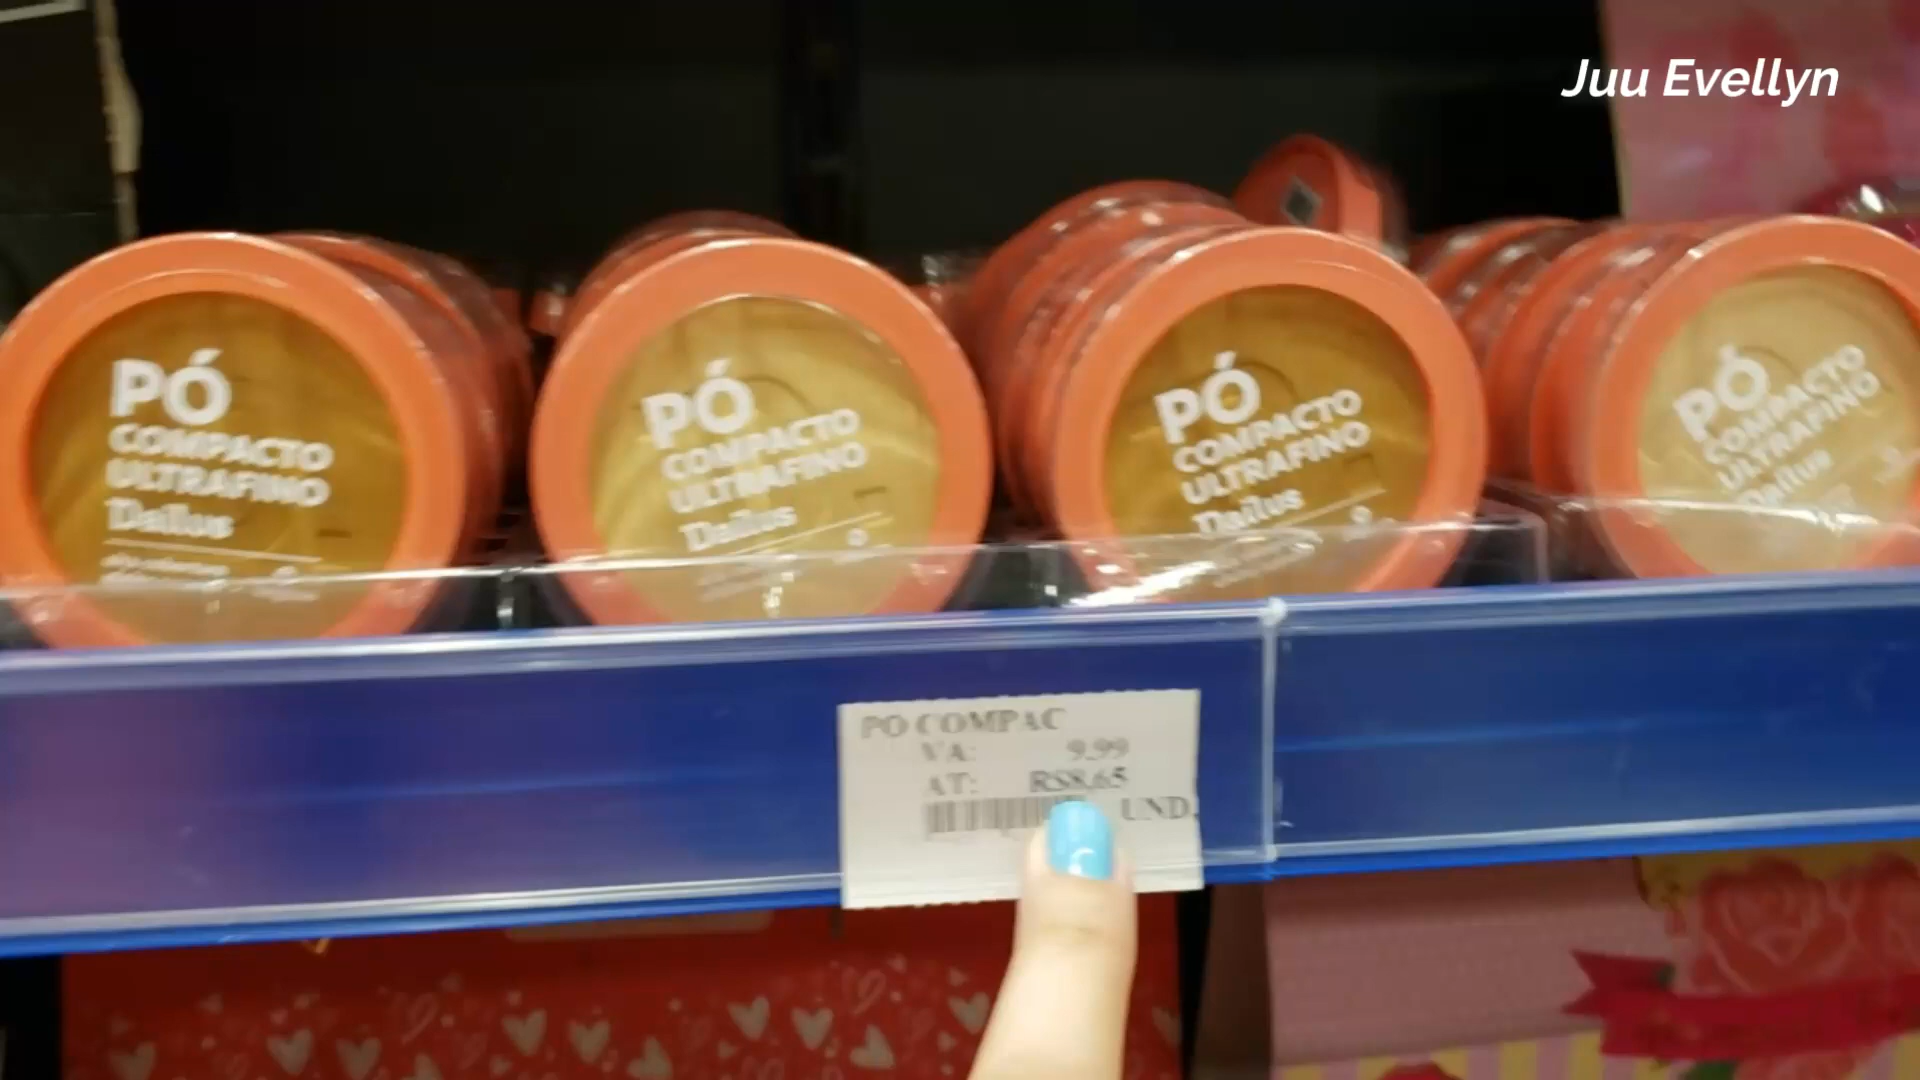 Juu Evellyn
PÓ
COMPACTO
ULTRAFINO
Dailus
PÓ
COMPACTO
ULTRAFINO
Dailus
PÓ
COMPACTO
ULTRAFINO
Dailus
PÓ
COMPACTO
ULTRAFINO
Dailus
PO COMPAC
VA: 9.99
AT: R$8.65
UND.